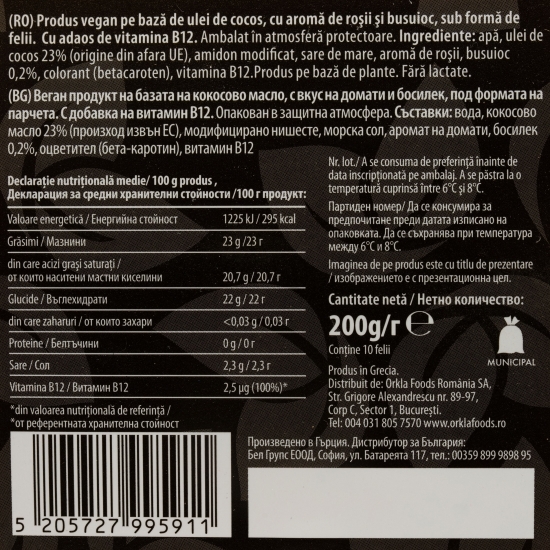 (RO) Produs vegan pe bază de ulei de cocos, cu aromă de roșii și busuioc, sub formă de
felii. Cu adaos de vitamina B12. Ambalat în atmosferă protectoare. Ingrediente: apă, ulei de
cocos 23% (origine din afara UE), amidon modificat, sare de mare, aromă de roșii, busuioc
0,2%, colorant (betacaroten), vitamina B12.Produs pe bază de plante. Fără lactate.
(BG) Веган продукт на базата на кокосово масло, с вкус на домати и босилек, под формата на
парчета. С добавка на витамин B12. Опакован в защитна атмосфера. Съставки: вода, кокосово
масло 23% (произход извън ЕС), модифицирано нишесте, морска сол, аромат на домати, босилек
0,2%, оцветител (бета-каротин), витамин B12
Declarație nutrițională medie/ 100 g produs ,
Декларация за средни хранителни стойности /100 г продукт:
Valoare energetică / Енергийна стойност 1225 kJ / 295 kcal
Grăsimi / Мазнини 23 g /23 г
din care acizi grași saturați /
от които наситени мастни киселини 20,7 g / 20,7 г
Glucide / Въглехидрати 22 g / 22 г
din care zaharuri / от които захари <0,03 g / 0,03 г
Proteine / Белтъчини 0 g / 0 г
Sare / Сол 2,3 g / 2,3 г
Vitamina B12 / Витамин B12 2,5 µg (100%)*
*din valoarea nutrițională de referință /
*от референтната хранителна стойност
Nr. lot./ A se consuma de preferință înainte de
data inscripționată pe ambalaj. A se păstra la o
temperatură cuprinsă între 6°C și 8°C.
Партиден номер/ Да се консумира за
предпочитане преди датата изписано на
опаковката. Да се съхранява при температура
между 6°C и 8°C.
Imaginea de pe produs este cu titlu de prezentare
/ изображението е с презентационна цел.
Cantitate netă / Нетно количество:
200g/г ℮
Conține 10 felii
MUNICIPAL
Produs in Grecia.
Distribuit de: Orkla Foods România SA,
Str. Grigore Alexandrescu nr. 89-97,
Corp C, Sector 1, București.
Tel: 004 031 805 7570 www.orklafoods.ro
Произведено в Гърция. Дистрибутор за България:
Бел Групс ЕООД, София, ул. Батаревия 117, тел.: 00359 899 9898 95
5 205727 995911